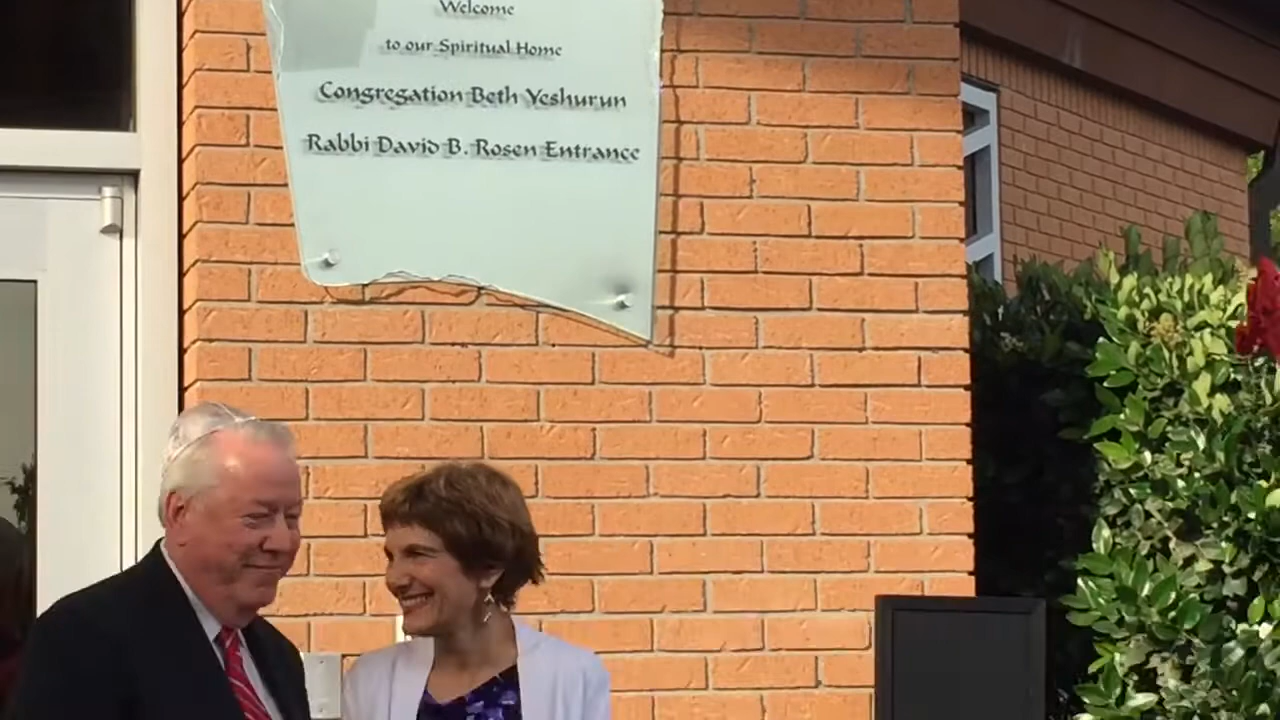 Welcome
to our Spiritual Home
Congregation Beth Yeshurun
Rabbi David B. Rosen Entrance